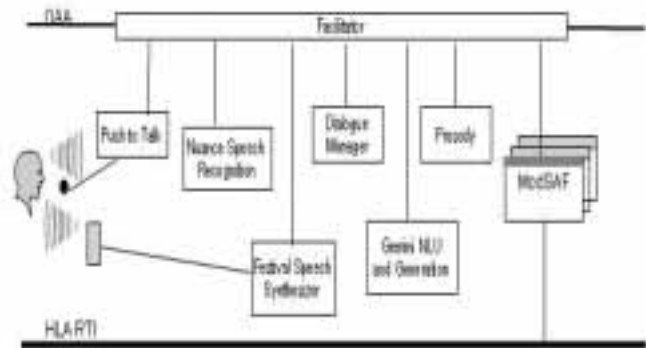 OAA
Facilitator
Push to Talk
Nuance Speech
Recognition
Dialogue
Manager
Prosody
ModSAF
Festival Speech
Synthesizer
Gemini NLU
and Generation
HLA RTI